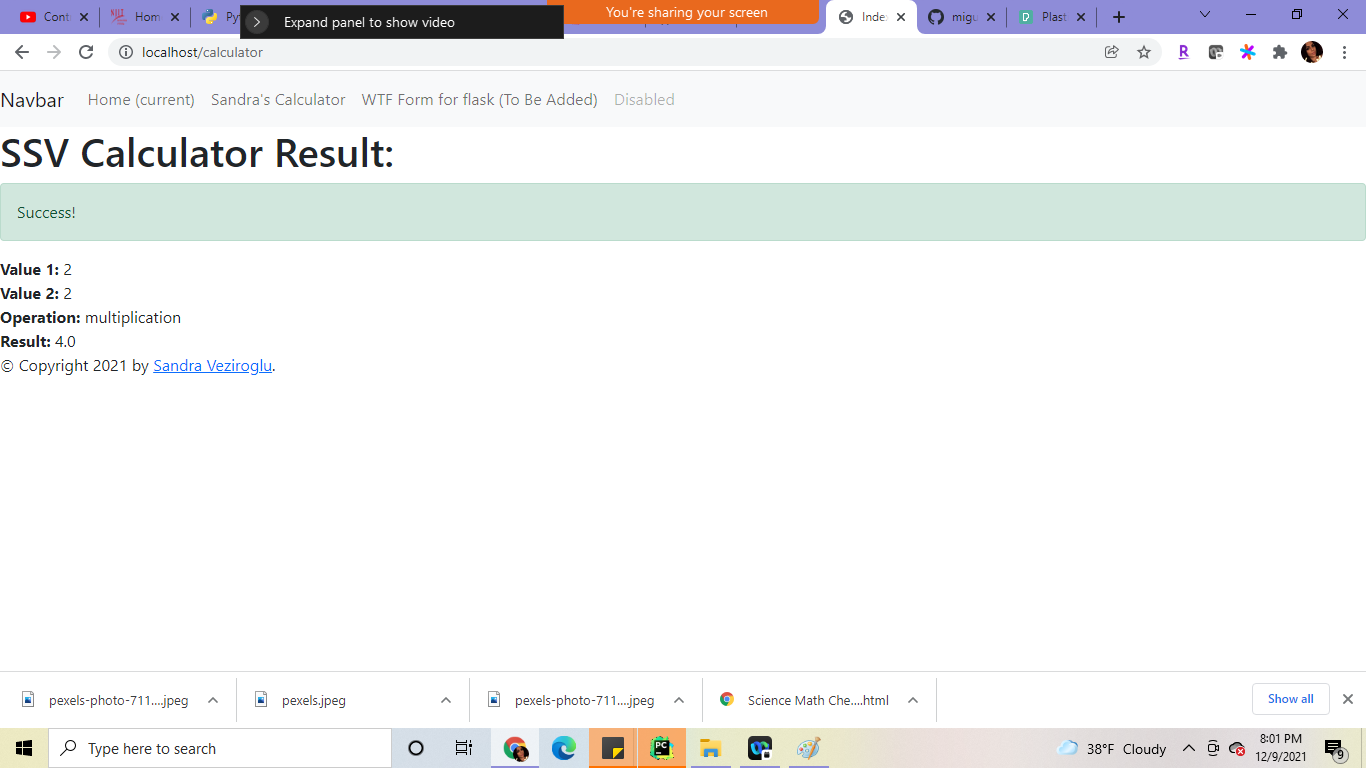 Cont
Hom
Py
Expand panel to show video
You're sharing your screen
Inde
migu
Plast
localhost/calculator
Navbar Home (current) Sandra's Calculator WTF Form for flask (To Be Added) Disabled
SSV Calculator Result:
Success!
Value 1: 2
Value 2: 2
Operation: multiplication
Result: 4.0
© Copyright 2021 by Sandra Veziroglu.
pexels-photo-711....jpeg
pexels.jpeg
pexels-photo-711....jpeg
Science Math Che....html
Show all
Type here to search
PC
38°F Cloudy
8:01 PM
12/9/2021
9